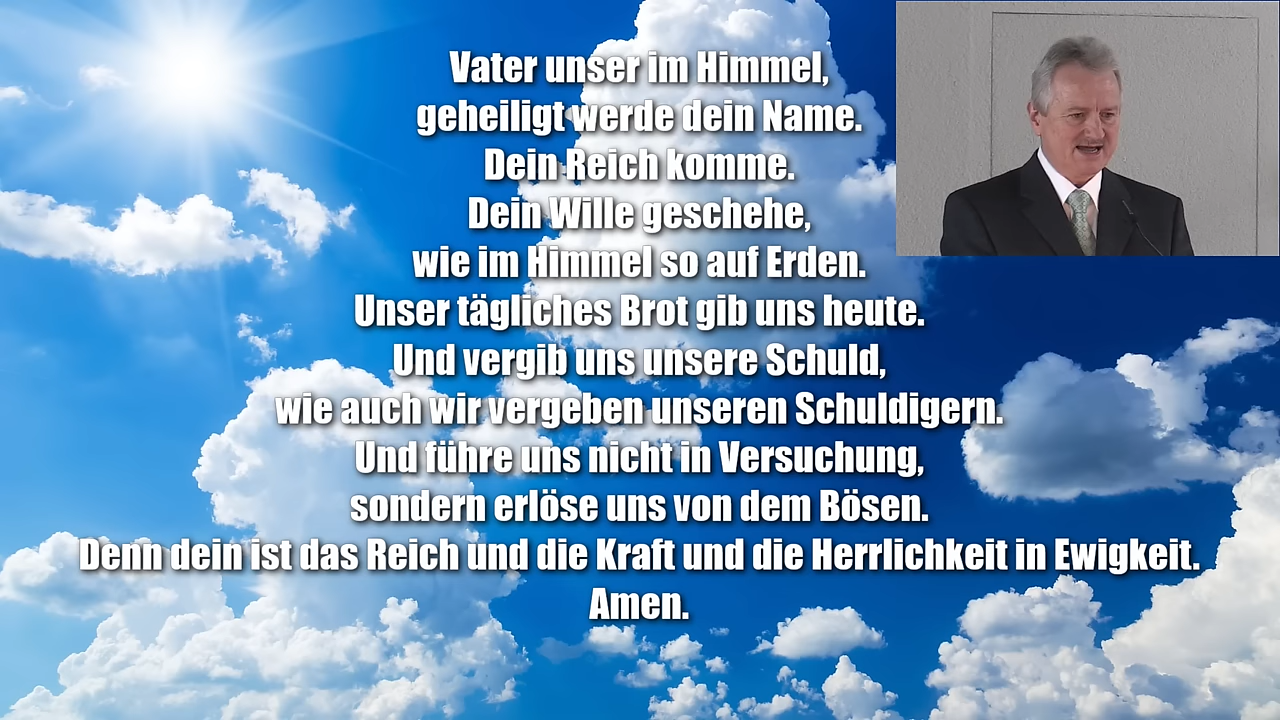 Vater unser im Himmel,
geheiligt werde dein Name.
Dein Reich komme.
Dein Wille geschehe,
wie im Himmel so auf Erden.
Unser tägliches Brot gib uns heute.
Und vergib uns unsere Schuld,
wie auch wir vergeben unseren Schuldigern.
Und führe uns nicht in Versuchung,
sondern erlöse uns von dem Bösen.
Denn dein ist das Reich und die Kraft und die Herrlichkeit in Ewigkeit.
Amen.